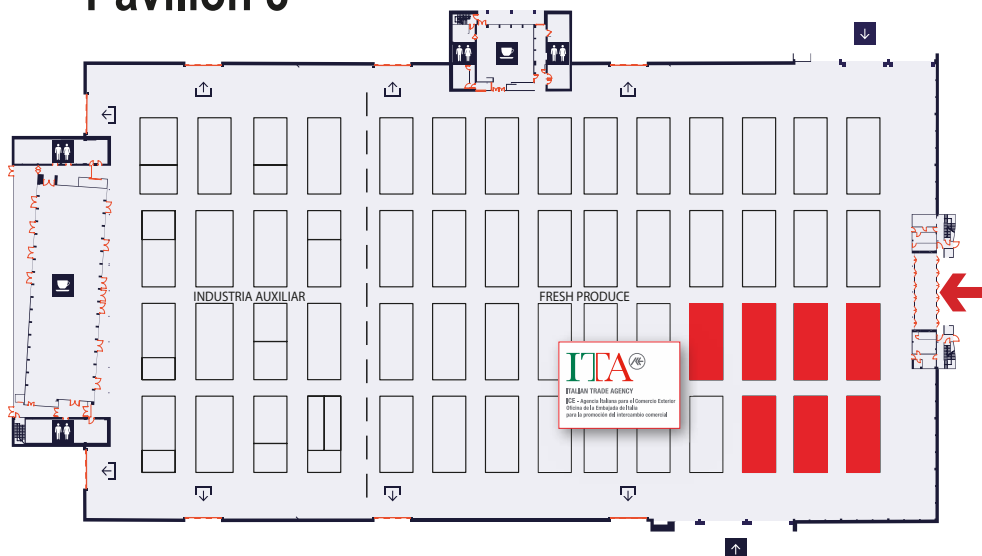 Pavilion 6
INDUSTRIA AUXILIAR
FRESH PRODUCE
ITA
ITALIAN TRADE AGENCY
ICE - Agencia Italiana para el Comercio Exterior
Oficina de la Embajada de Italia
para la promoción del intercambio comercial